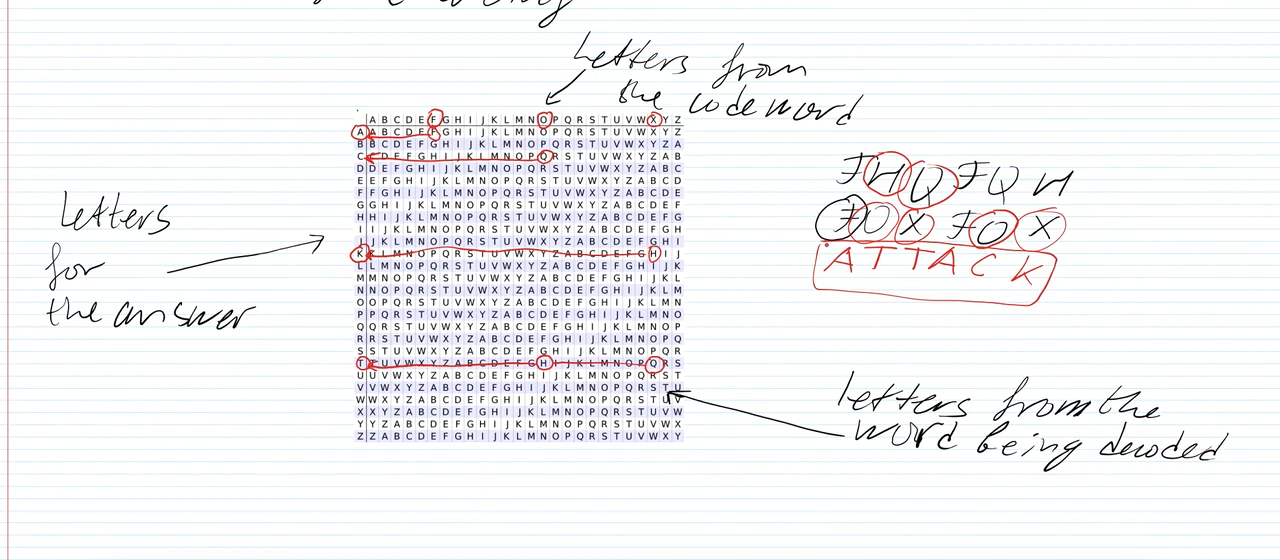 Letters from
the codeword
A B C D E F G H I J K L M N O P Q R S T U V W X Y Z
A A B C D E F G H I J K L M N O P Q R S T U V W X Y Z
B B C D E F G H I J K L M N O P Q R S T U V W X Y Z A
C C D E F G H I J K L M N O P Q R S T U V W X Y Z A B
D D E F G H I J K L M N O P Q R S T U V W X Y Z A B C
E E F G H I J K L M N O P Q R S T U V W X Y Z A B C D
F F G H I J K L M N O P Q R S T U V W X Y Z A B C D E
G G H I J K L M N O P Q R S T U V W X Y Z A B C D E F
H H I J K L M N O P Q R S T U V W X Y Z A B C D E F G
I I J K L M N O P Q R S T U V W X Y Z A B C D E F G H
J J K L M N O P Q R S T U V W X Y Z A B C D E F G H I
K K L M N O P Q R S T U V W X Y Z A B C D E F G H I J
L L M N O P Q R S T U V W X Y Z A B C D E F G H I J K
M M N O P Q R S T U V W X Y Z A B C D E F G H I J K L
N N O P Q R S T U V W X Y Z A B C D E F G H I J K L M
O O P Q R S T U V W X Y Z A B C D E F G H I J K L M N
P P Q R S T U V W X Y Z A B C D E F G H I J K L M N O
Q Q R S T U V W X Y Z A B C D E F G H I J K L M N O P
R R S T U V W X Y Z A B C D E F G H I J K L M N O P Q
S S T U V W X Y Z A B C D E F G H I J K L M N O P Q R
T T U V W X Y Z A B C D E F G H I J K L M N O P Q R S
U U V W X Y Z A B C D E F G H I J K L M N O P Q R S T
V V W X Y Z A B C D E F G H I J K L M N O P Q R S T U
W W X Y Z A B C D E F G H I J K L M N O P Q R S T U V
X X Y Z A B C D E F G H I J K L M N O P Q R S T U V W
Y Y Z A B C D E F G H I J K L M N O P Q R S T U V W X
Z Z A B C D E F G H I J K L M N O P Q R S T U V W X Y
FHQFQH
FOXFOX
ATTACK
Letters
for
the answer
letters from the
word being decoded